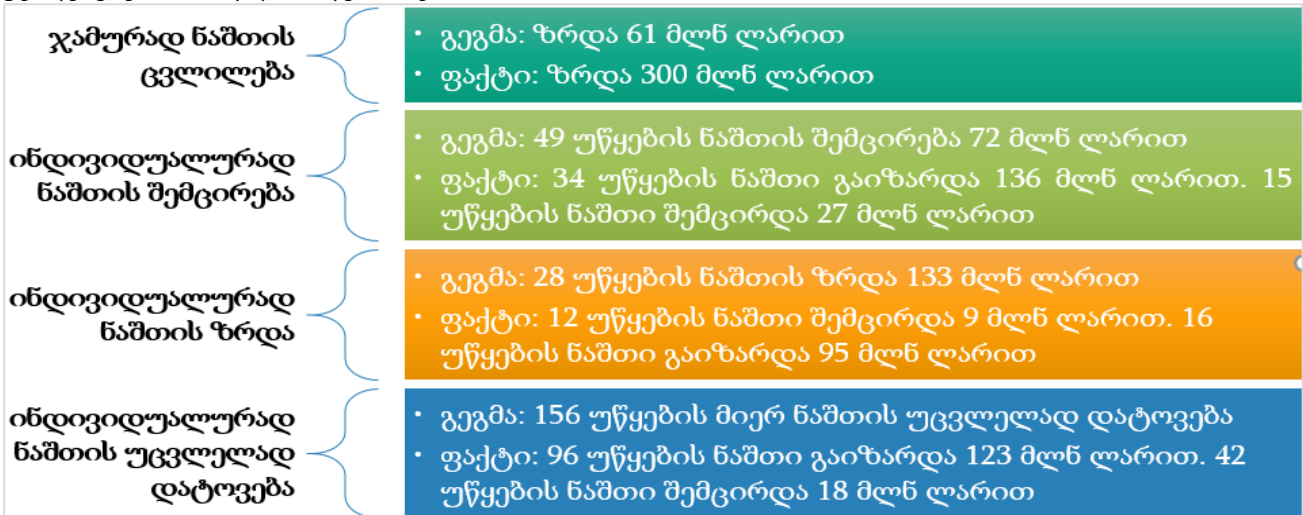 ჯამურად ნაშთის
ცვლილება
• გეგმა: ზრდა 61 მლნ ლარით
• ფაქტი: ზრდა 300 მლნ ლარით
ინდივიდუალურად
ნაშთის შემცირება
• გეგმა: 49 უწყების ნაშთის შემცირება 72 მლნ ლარით
• ფაქტი: 34 უწყების ნაშთი გაიზარდა 136 მლნ ლარით. 15
უწყების ნაშთი შემცირდა 27 მლნ ლარით
ინდივიდუალურად
ნაშთის ზრდა
• გეგმა: 28 უწყების ნაშთის ზრდა 133 მლნ ლარით
• ფაქტი: 12 უწყების ნაშთი შემცირდა 9 მლნ ლარით. 16
უწყების ნაშთი გაიზარდა 95 მლნ ლარით
ინდივიდუალურად
ნაშთის უცვლელად
დატოვება
• გეგმა: 156 უწყების მიერ ნაშთის უცვლელად დატოვება
• ფაქტი: 96 უწყების ნაშთი გაიზარდა 123 მლნ ლარით. 42
უწყების ნაშთი შემცირდა 18 მლნ ლარით